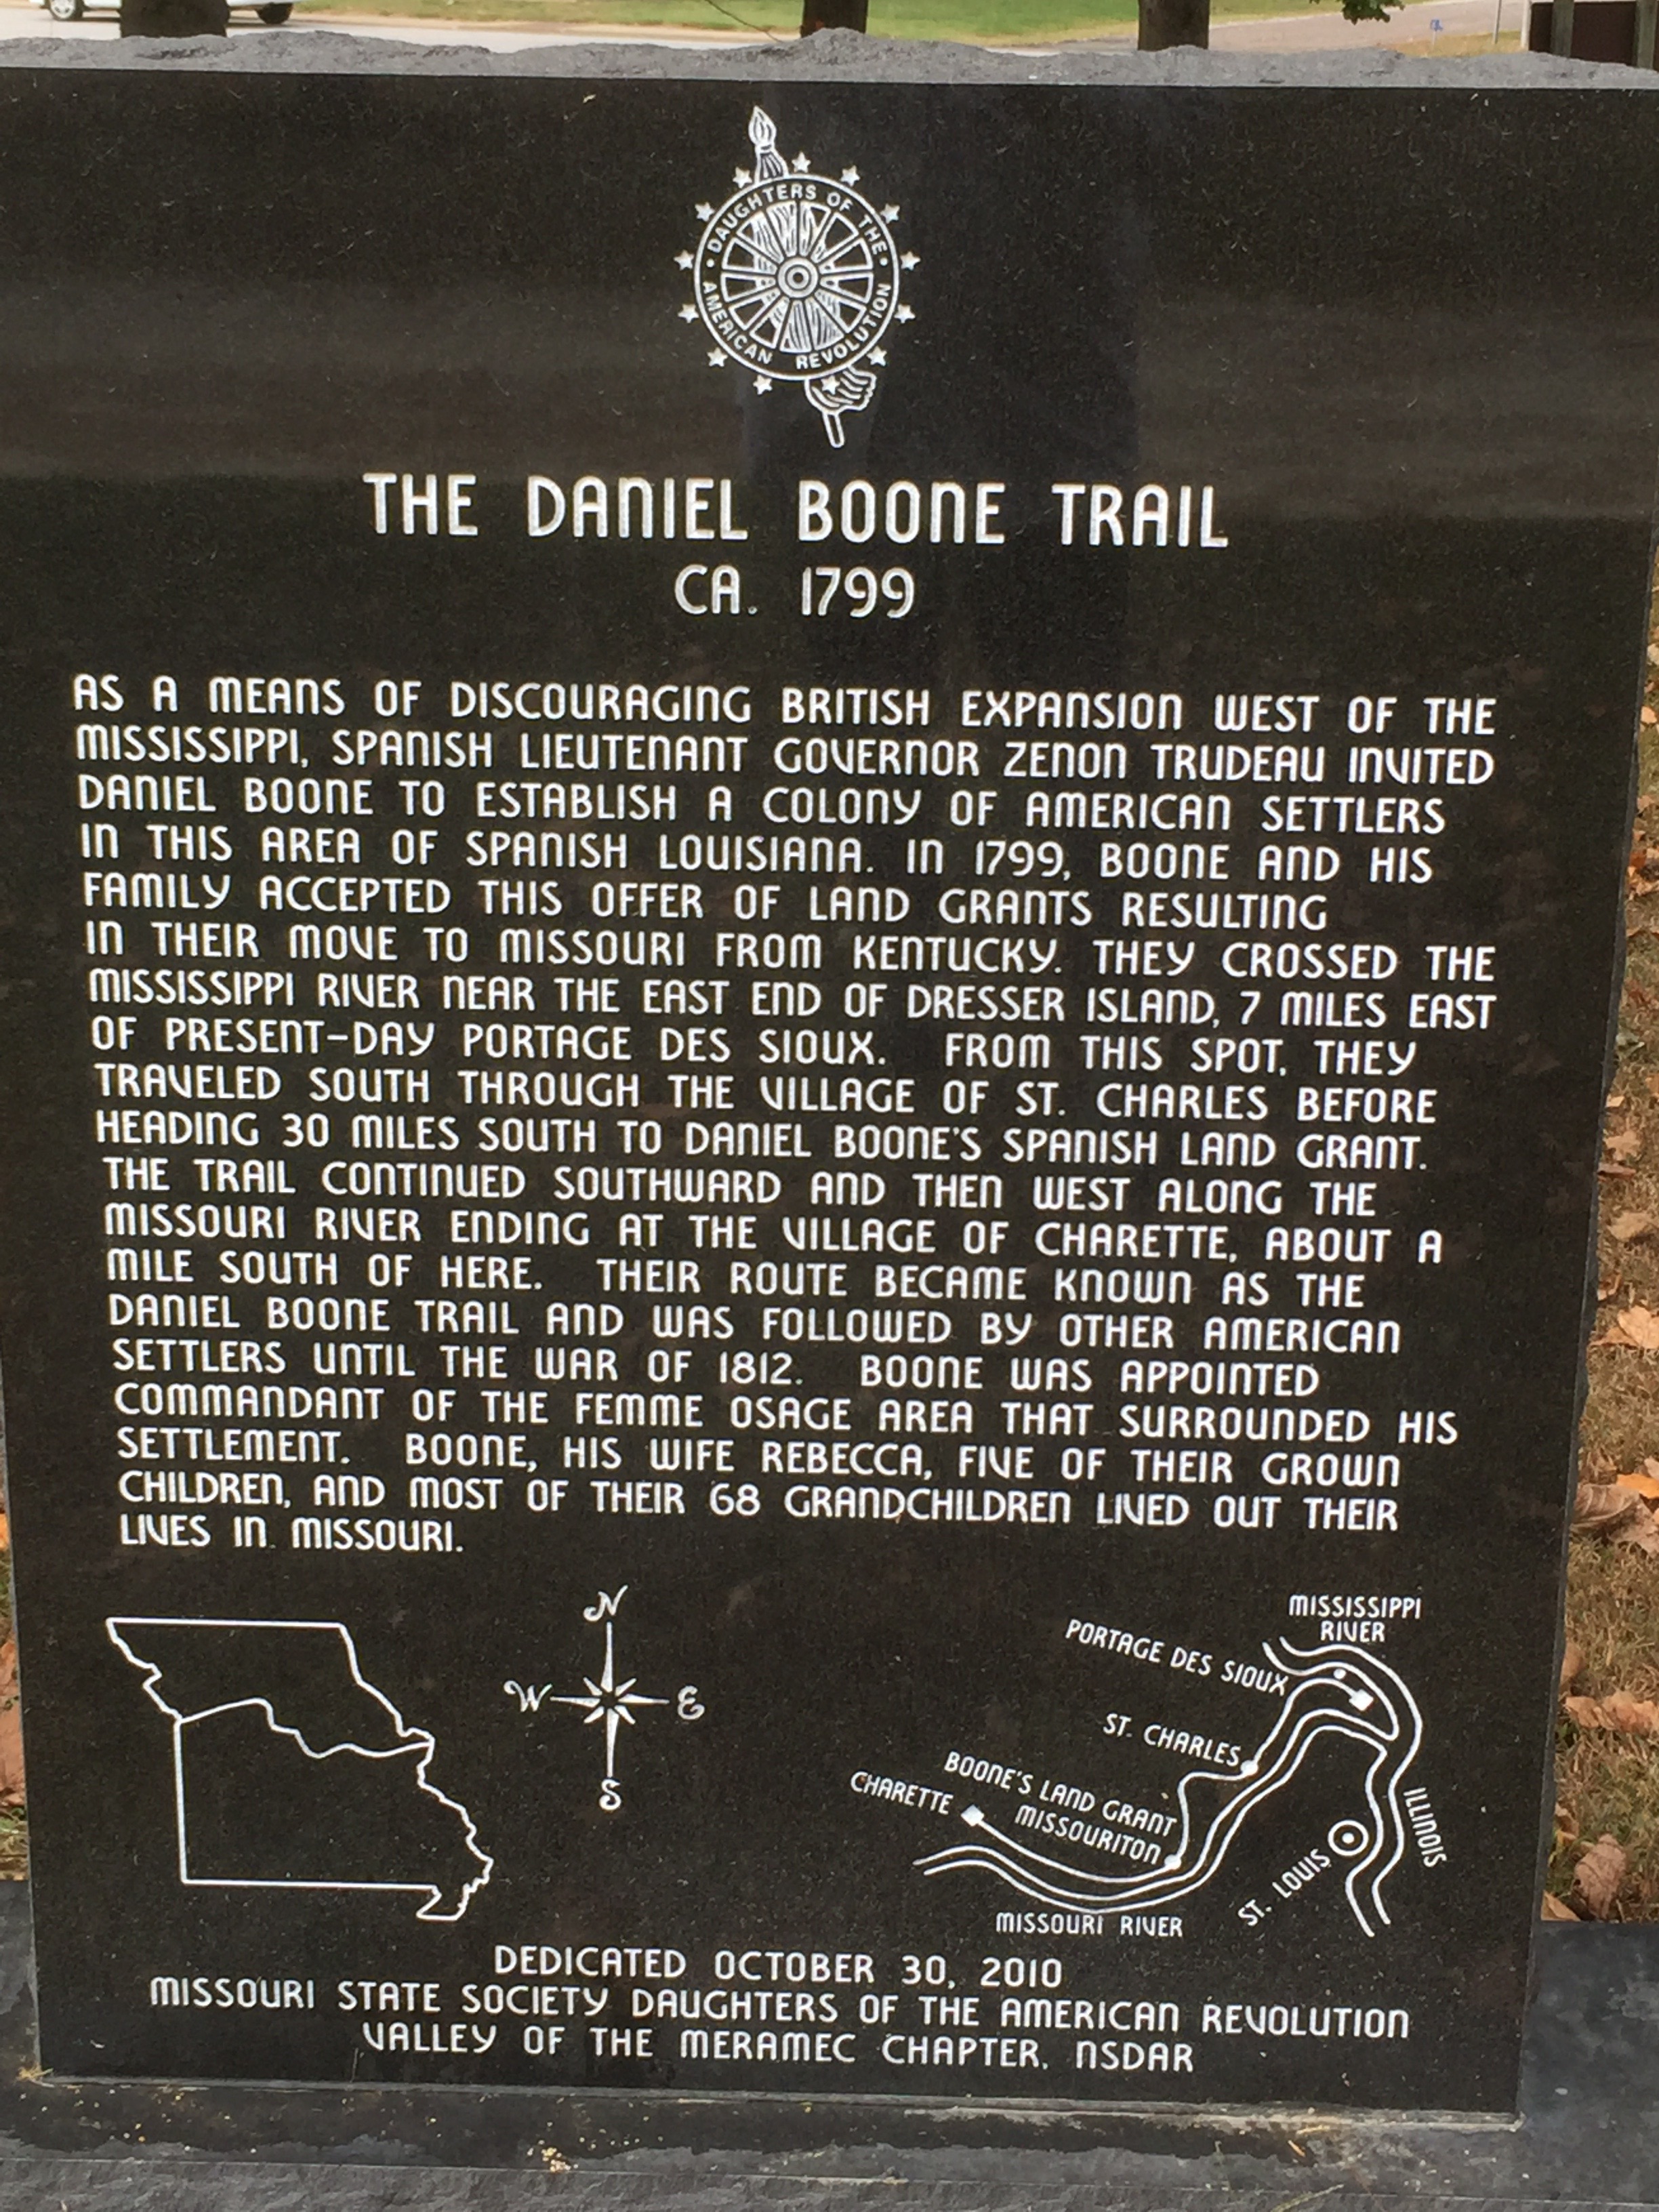 DAUGHTERS OF THE
AMERICAN REVOLUTION
THE DANIEL BOONE TRAIL
CA. 1799
AS A MEANS OF DISCOURAGING BRITISH EXPANSION WEST OF THE
MISSISSIPPI, SPANISH LIEUTENANT GOVERNOR ZENON TRUDEAU INVITED
DANIEL BOONE TO ESTABLISH A COLONY OF AMERICAN SETTLERS
IN THIS AREA OF SPANISH LOUISIANA. IN 1799, BOONE AND HIS
FAMILY ACCEPTED THIS OFFER OF LAND GRANTS RESULTING
IN THEIR MOVE TO MISSOURI FROM KENTUCKY. THEY CROSSED THE
MISSISSIPPI RIVER NEAR THE EAST END OF DRESSER ISLAND, 7 MILES EAST
OF PRESENT-DAY PORTAGE DES SIOUX. FROM THIS SPOT, THEY
TRAVELED SOUTH THROUGH THE VILLAGE OF ST. CHARLES BEFORE
HEADING 30 MILES SOUTH TO DANIEL BOONE'S SPANISH LAND GRANT.
THE TRAIL CONTINUED SOUTHWARD AND THEN WEST ALONG THE
MISSOURI RIVER ENDING AT THE VILLAGE OF CHARETTE, ABOUT A
MILE SOUTH OF HERE. THEIR ROUTE BECAME KNOWN AS THE
DANIEL BOONE TRAIL AND WAS FOLLOWED BY OTHER AMERICAN
SETTLERS UNTIL THE WAR OF 1812. BOONE WAS APPOINTED
COMMANDANT OF THE FEMME OSAGE AREA THAT SURROUNDED HIS
SETTLEMENT. BOONE, HIS WIFE REBECCA, FIVE OF THEIR GROWN
CHILDREN, AND MOST OF THEIR 68 GRANDCHILDREN LIVED OUT THEIR
LIVES IN MISSOURI.
N
W E
S
MISSISSIPPI
RIVER
PORTAGE DES SIOUX
ST. CHARLES
BOONE'S LAND GRANT
MISSOURITON
CHARETTE
ILLINOIS
ST. LOUIS
MISSOURI RIVER
DEDICATED OCTOBER 30, 2010
MISSOURI STATE SOCIETY DAUGHTERS OF THE AMERICAN REVOLUTION
VALLEY OF THE MERAMEC CHAPTER, NSDAR